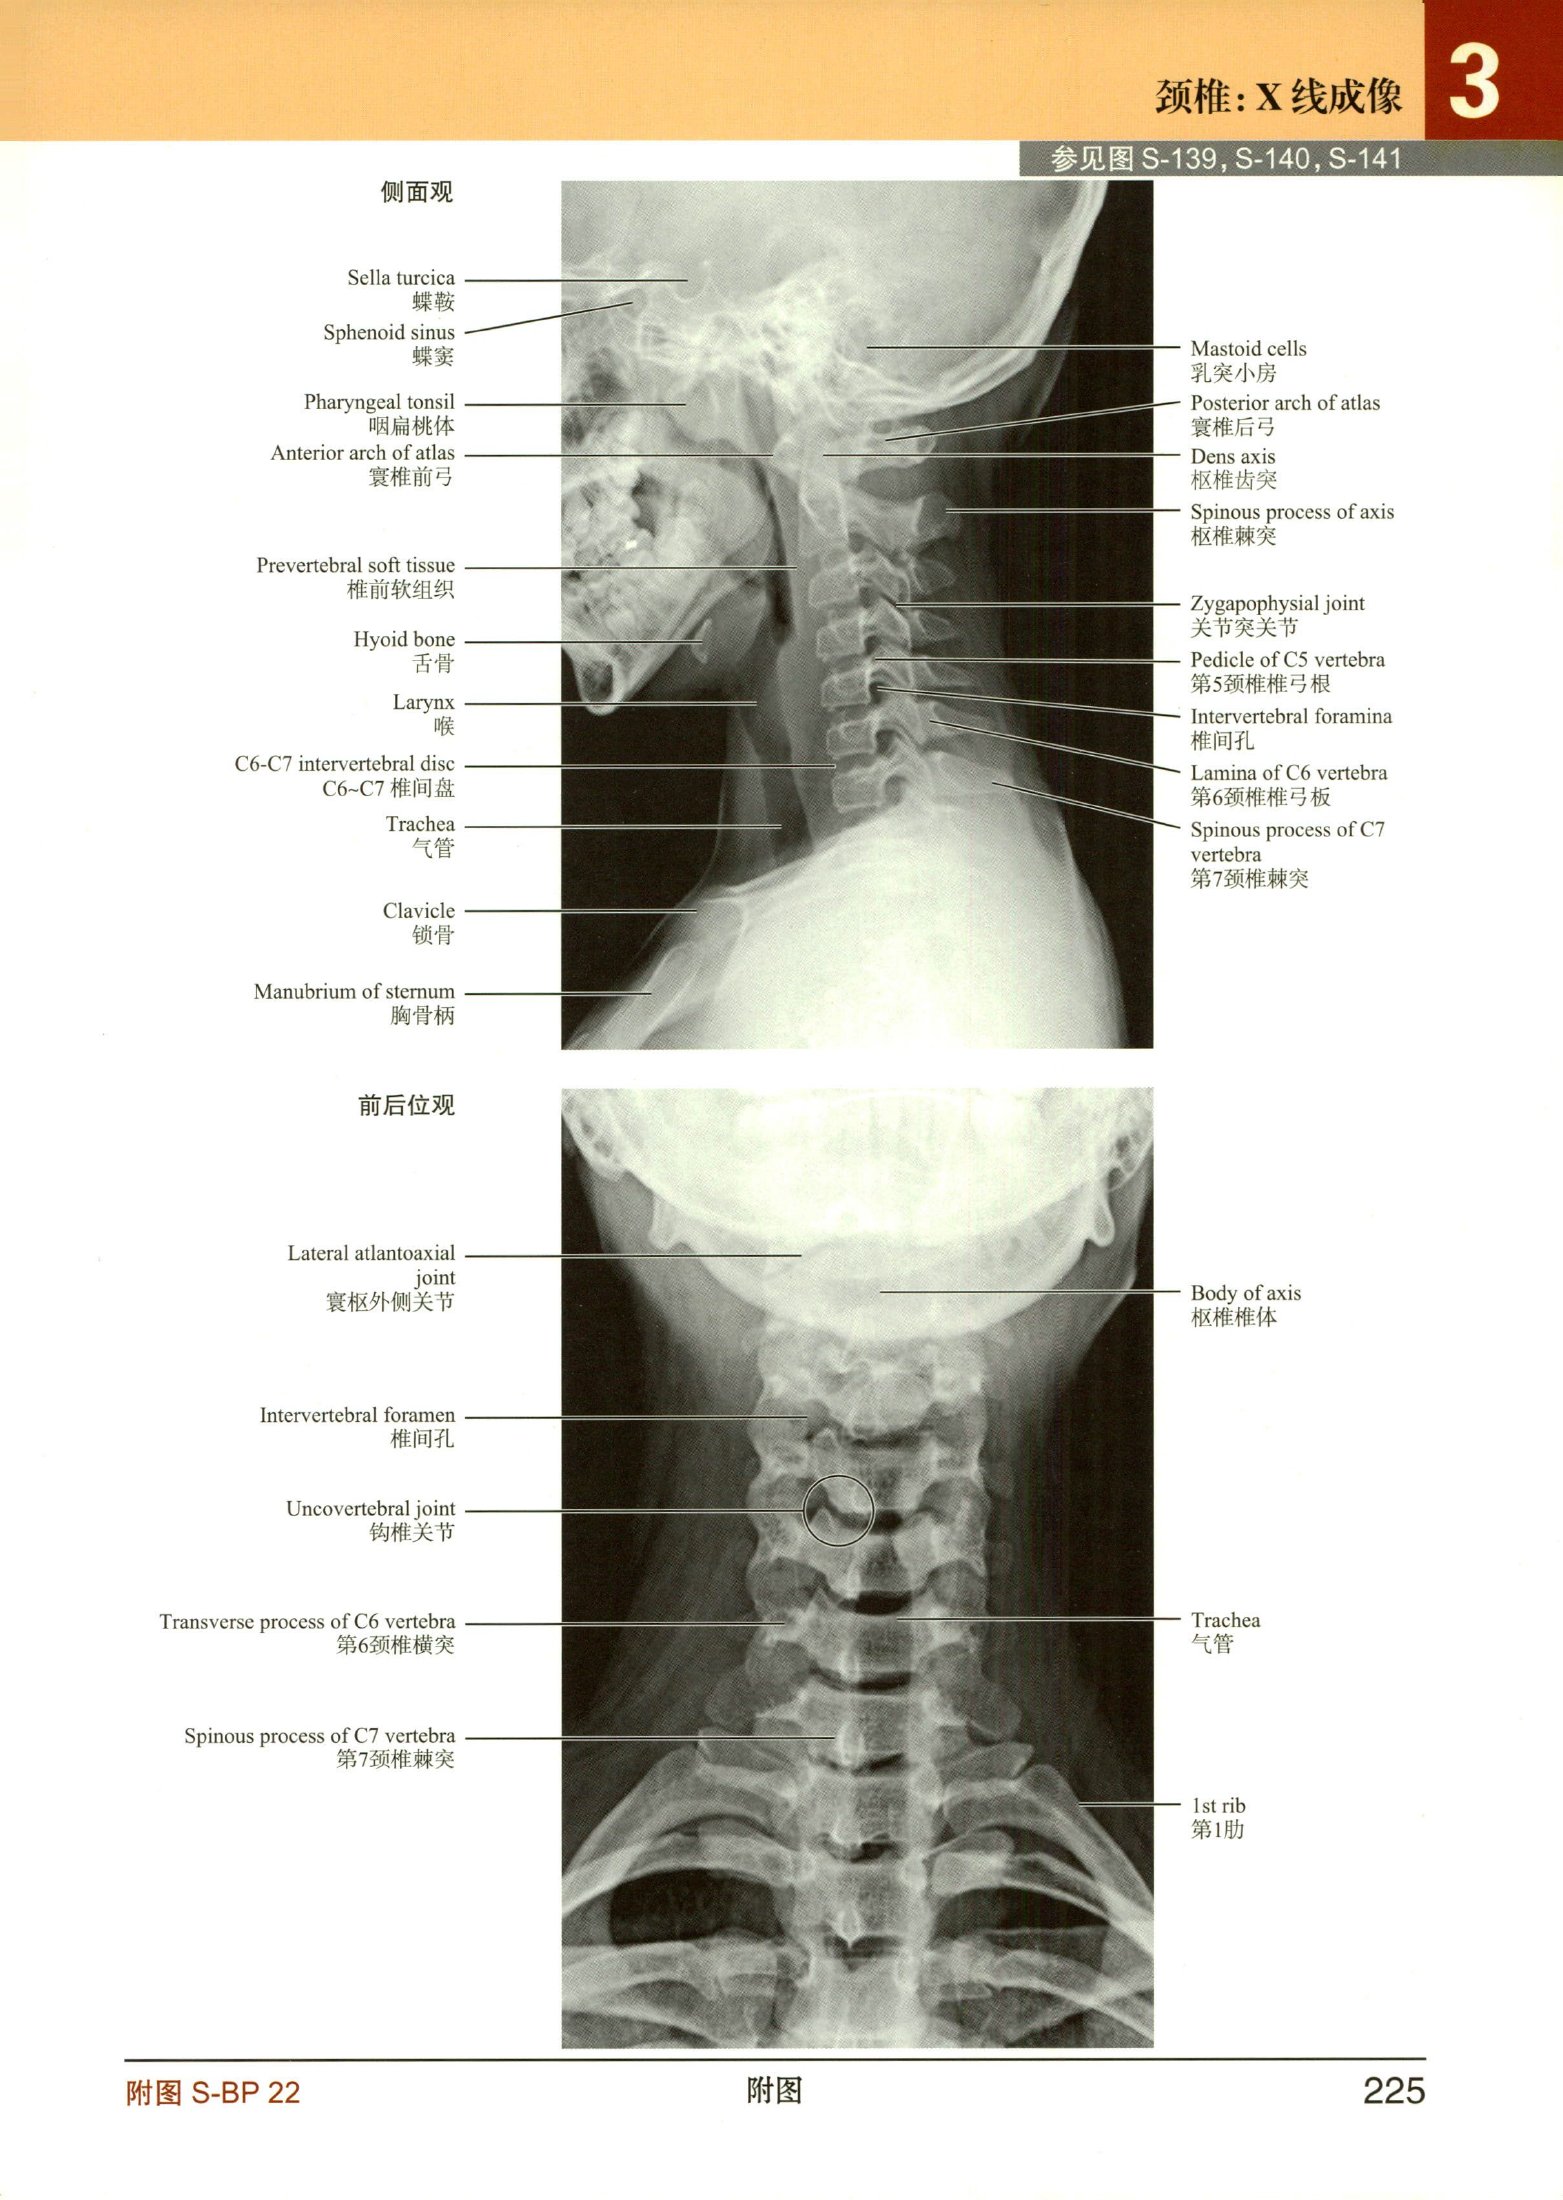 颈椎：X 线成像
3
参见图 S-139, S-140, S-141
侧面观
Sella turcica
蝶鞍
Sphenoid sinus
蝶窦
Pharyngeal tonsil
咽扁桃体
Anterior arch of atlas
寰椎前弓
Prevertebral soft tissue
椎前软组织
Hyoid bone
舌骨
Larynx
喉
C6-C7 intervertebral disc
C6~C7 椎间盘
Trachea
气管
Clavicle
锁骨
Manubrium of sternum
胸骨柄
Mastoid cells
乳突小房
Posterior arch of atlas
寰椎后弓
Dens axis
枢椎齿突
Spinous process of axis
枢椎棘突
Zygapophysial joint
关节突关节
Pedicle of C5 vertebra
第5颈椎椎弓根
Intervertebral foramina
椎间孔
Lamina of C6 vertebra
第6颈椎椎弓板
Spinous process of C7
vertebra
第7颈椎棘突
前后位观
Lateral atlantoaxial
joint
寰枢外侧关节
Intervertebral foramen
椎间孔
Uncovertebral joint
钩椎关节
Transverse process of C6 vertebra
第6颈椎横突
Spinous process of C7 vertebra
第7颈椎棘突
Body of axis
枢椎椎体
Trachea
气管
1st rib
第1肋
附图 S-BP 22
附图
225